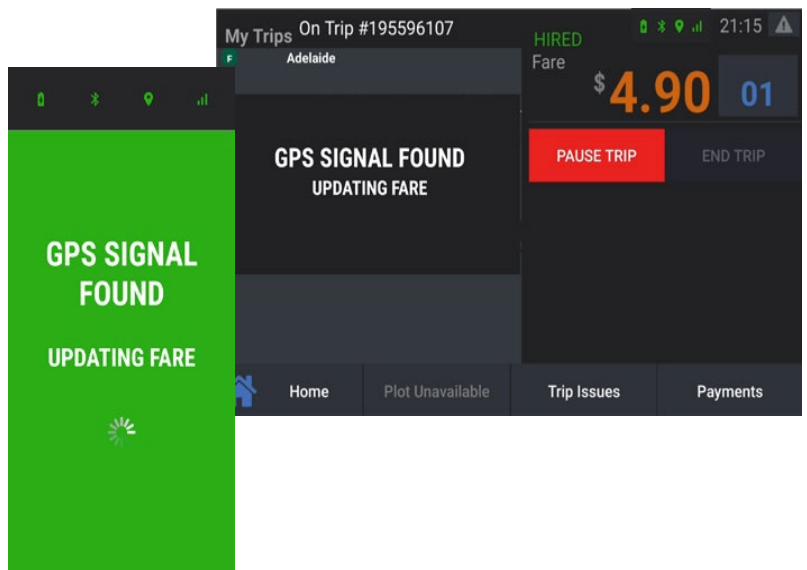 My Trips On Trip #195596107
F Adelaide
HIRED
21:15
Fare
$4.90
01
GPS SIGNAL FOUND
UPDATING FARE
PAUSE TRIP
END TRIP
Home
Plot Unavailable
Trip Issues
Payments
GPS SIGNAL
FOUND
UPDATING FARE